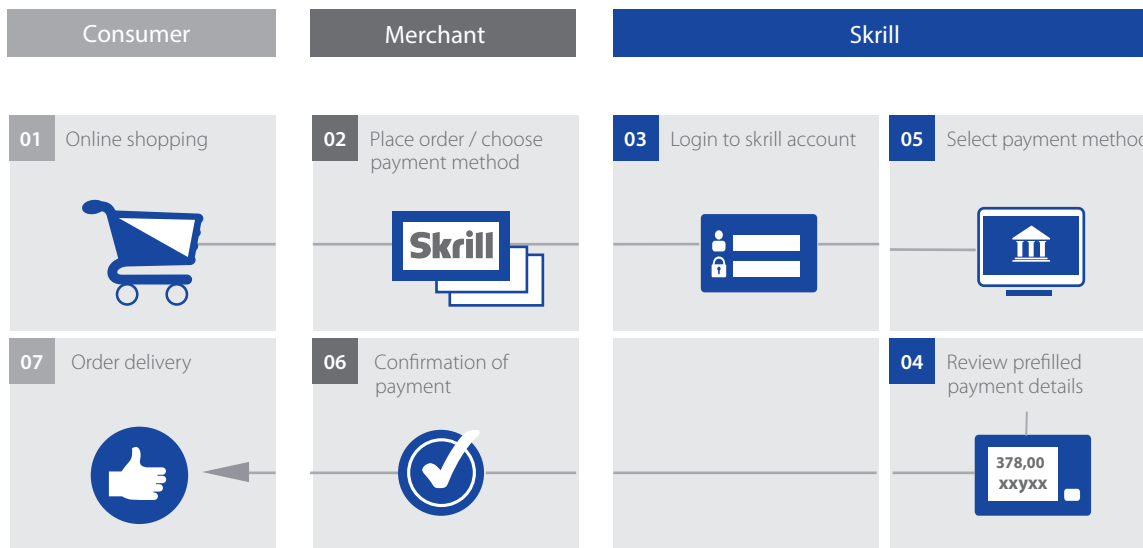 Consumer
Merchant
Skrill
01 Online shopping
02 Place order / choose
payment method
03 Login to skrill account
05 Select payment method
Skrill
07 Order delivery
06 Confirmation of
payment
04 Review prefilled
payment details
378,00
xxyxx